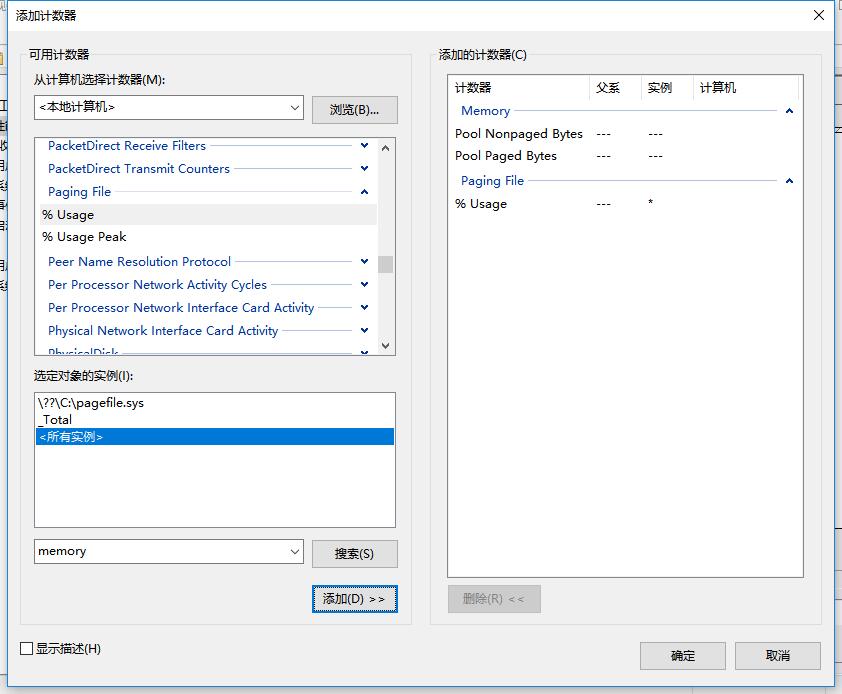 添加计数器
可用计数器
从计算机选择计数器(M):
<本地计算机>
浏览(B)...
PacketDirect Receive Filters
PacketDirect Transmit Counters
Paging File
% Usage
% Usage Peak
Peer Name Resolution Protocol
Per Processor Network Activity Cycles
Per Processor Network Interface Card Activity
Physical Network Interface Card Activity
PhysicalDisk
选定对象的实例(I):
\??\C:\pagefile.sys
_Total
<所有实例>
memory
搜索(S)
添加(D) >>
添加的计数器(C)
计数器 父系 实例 计算机
Memory
Pool Nonpaged Bytes --- ---
Pool Paged Bytes --- ---
Paging File
% Usage --- *
删除(R) <<
显示描述(H)
确定
取消